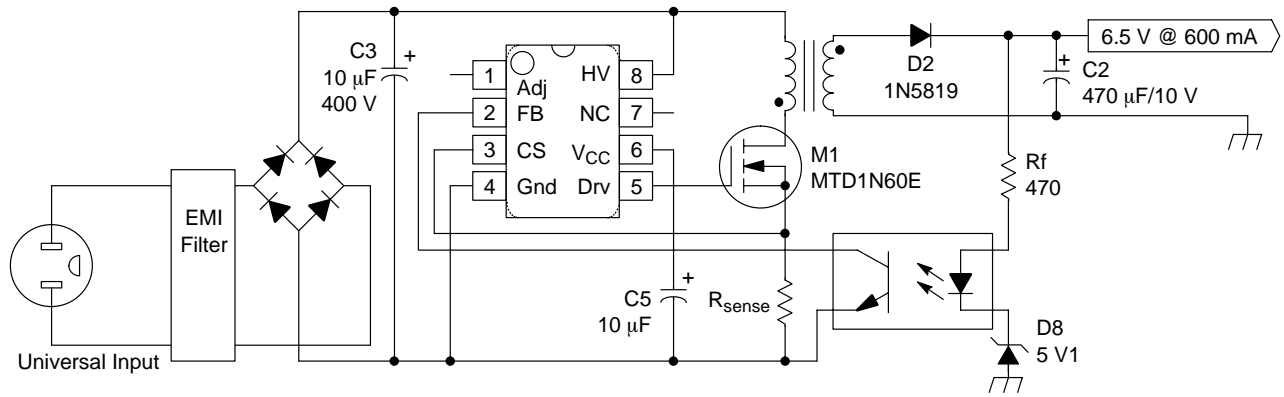 C3
10 μF
400 V
+
1
Adj
HV
8
2
FB
NC
7
3
CS
VCC
6
4
Gnd
Drv
5
M1
MTD1N60E
D2
1N5819
6.5 V @ 600 mA
+
C2
470 μF/10 V
Rf
470
EMI
Filter
Universal Input
+
C5
10 μF
Rsense
D8
5 V1